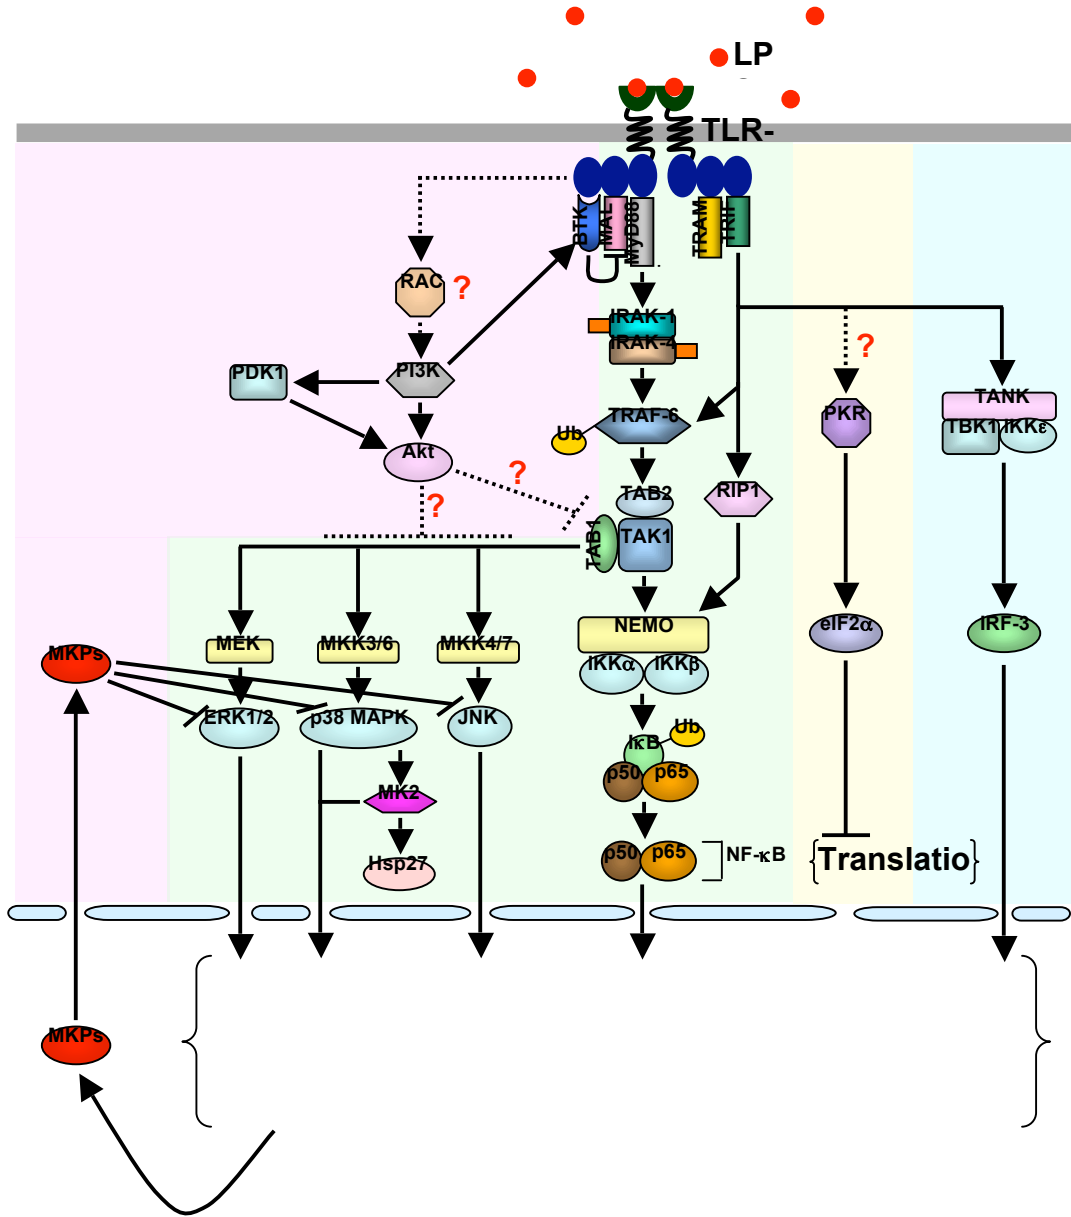 LP
TLR-
BTK
MAL
MyD88
TRAM
TRIF
RAC
?
IRAK-1
IRAK-4
?
PDK1
PI3K
TANK
TRAF-6
PKR
Ub
TBK1
IKKε
Akt
?
?
TAB2
RIP1
TAB1
TAK1
MEK
MKK3/6
MKK4/7
NEMO
eIF2α
IRF-3
MKPs
IKKα
IKKβ
ERK1/2
p38 MAPK
JNK
Ub
IκB
p50
p65
MK2
Hsp27
p50
p65
NF-κB
{Translatio}
MKPs